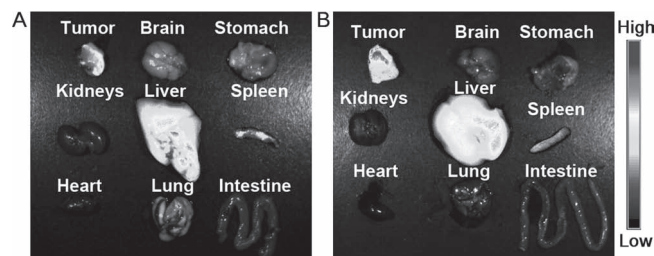 A
Tumor Brain Stomach
Kidneys Liver Spleen
Heart Lung Intestine
B
Tumor Brain Stomach
Kidneys Liver Spleen
Heart Lung Intestine
High
Low